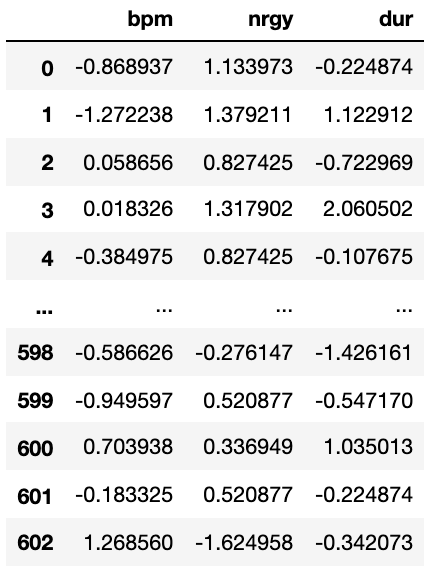 bpm nrgy dur
0 -0.868937 1.133973 -0.224874
1 -1.272238 1.379211 1.122912
2 0.058656 0.827425 -0.722969
3 0.018326 1.317902 2.060502
4 -0.384975 0.827425 -0.107675
... ... ... ...
598 -0.586626 -0.276147 -1.426161
599 -0.949597 0.520877 -0.547170
600 0.703938 0.336949 1.035013
601 -0.183325 0.520877 -0.224874
602 1.268560 -1.624958 -0.342073